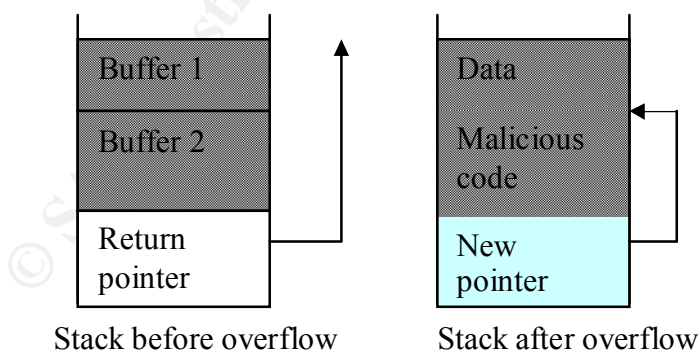 Buffer 1
Buffer 2
Return
pointer
Stack before overflow
Data
Malicious
code
New
pointer
Stack after overflow